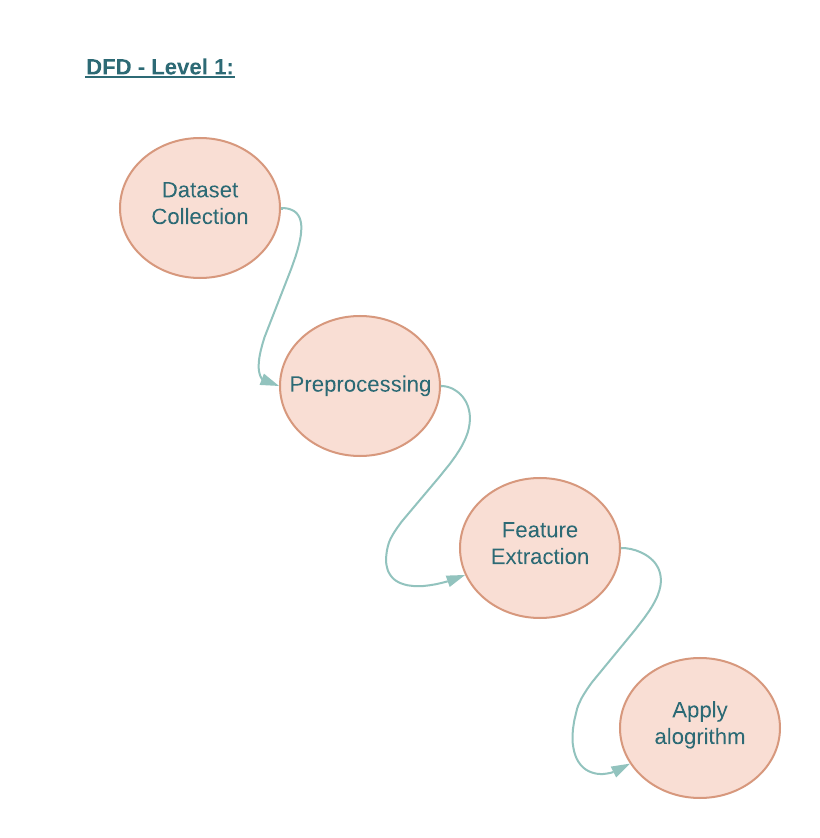 DFD - Level 1:
Dataset
Collection
Preprocessing
Feature
Extraction
Apply
alogrithm